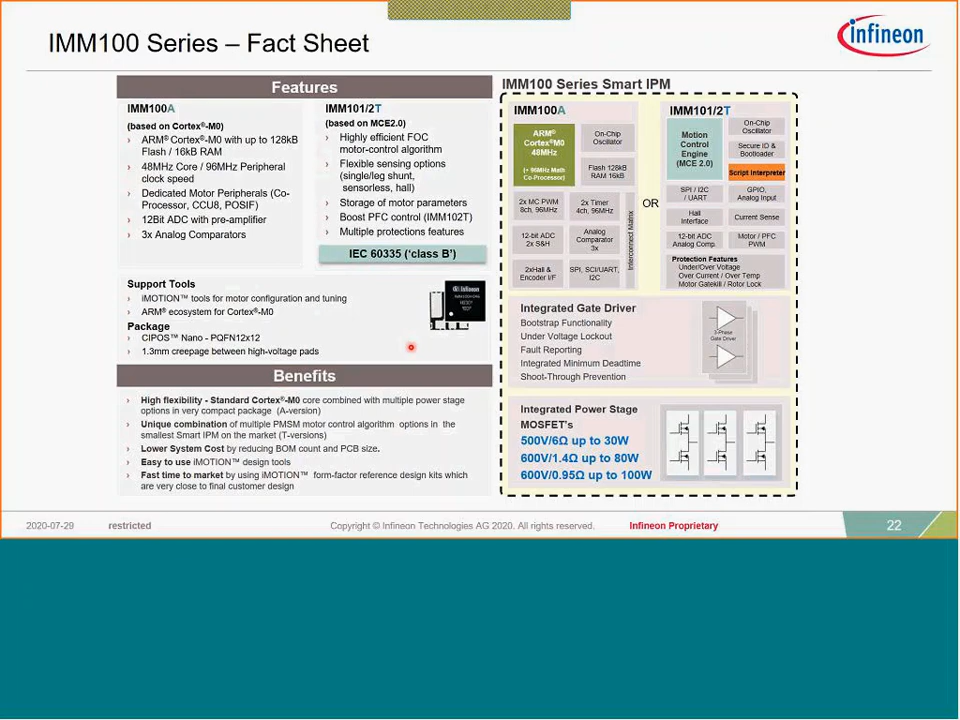 IMM100 Series – Fact Sheet
infineon
Features
IMM100A
(based on Cortex®-M0)
› ARM® Cortex®-M0 with up to 128kB
Flash / 16kB RAM
› 48MHz Core / 96MHz Peripheral
clock speed
› Dedicated Motor Peripherals (Co-
Processor, CCU8, POSIF)
› 12Bit ADC with pre-amplifier
› 3x Analog Comparators
IMM101/2T
(based on MCE2.0)
› Highly efficient FOC
motor-control algorithm
› Flexible sensing options
(single/leg shunt,
sensorless, hall)
› Storage of motor parameters
› Boost PFC control (IMM102T)
› Multiple protections features
IEC 60335 ('class B')
Support Tools
› iMOTION™ tools for motor configuration and tuning
› ARM® ecosystem for Cortex®-M0
Package
› CIPOS™ Nano - PQFN12x12
› 1.3mm creepage between high-voltage pads
Infineon
Benefits
› High flexibility - Standard Cortex®-M0 core combined with multiple power stage
options in very compact package (A-version)
› Unique combination of multiple PMSM motor control algorithm options in the
smallest Smart IPM on the market (T-versions)
› Lower System Cost by reducing BOM count and PCB size.
› Easy to use iMOTION™ design tools
› Fast time to market by using iMOTION™ form-factor reference design kits which
are very close to final customer design
IMM100 Series Smart IPM
IMM100A
ARM®
Cortex®M0
48MHz
(+ 96MHz Math
Co-Processor)
On-Chip
Oscillator
Flash 128kB
RAM 16kB
2x MC PWM
8ch, 96MHz
2x Timer
4ch, 96MHz
12-bit ADC
2x S&H
Analog
Comparator
3x
2xHall &
Encoder I/F
SPI, SCI/UART,
I2C
Interconnect Matrix
OR
IMM101/2T
Motion
Control
Engine
(MCE 2.0)
On-Chip
Oscillator
Secure ID &
Bootloader
Script Interpreter
SPI / I2C
/ UART
GPIO,
Analog Input
Hall
Interface
Current Sense
12-bit ADC
Analog Comp.
Motor / PFC
PWM
Protection Features
Under/Over Voltage
Over Current / Over Temp
Motor Gatekill / Rotor Lock
Integrated Gate Driver
Bootstrap Functionality
Under Voltage Lockout
Fault Reporting
Integrated Minimum Deadtime
Shoot-Through Prevention
3-Phase
Gate Driver
Integrated Power Stage
MOSFET's
500V/6Ω up to 30W
600V/1.4Ω up to 80W
600V/0.95Ω up to 100W
2020-07-29 restricted Copyright © Infineon Technologies AG 2020. All rights reserved. Infineon Proprietary 22